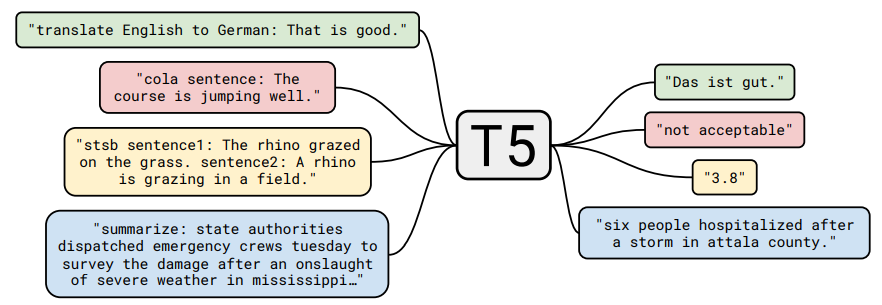 "translate English to German: That is good."
"cola sentence: The
course is jumping well."
"stsb sentence1: The rhino grazed
on the grass. sentence2: A rhino
is grazing in a field."
"summarize: state authorities
dispatched emergency crews tuesday to
survey the damage after an onslaught
of severe weather in mississippi…"
T5
"Das ist gut."
"not acceptable"
"3.8"
"six people hospitalized after
a storm in attala county."